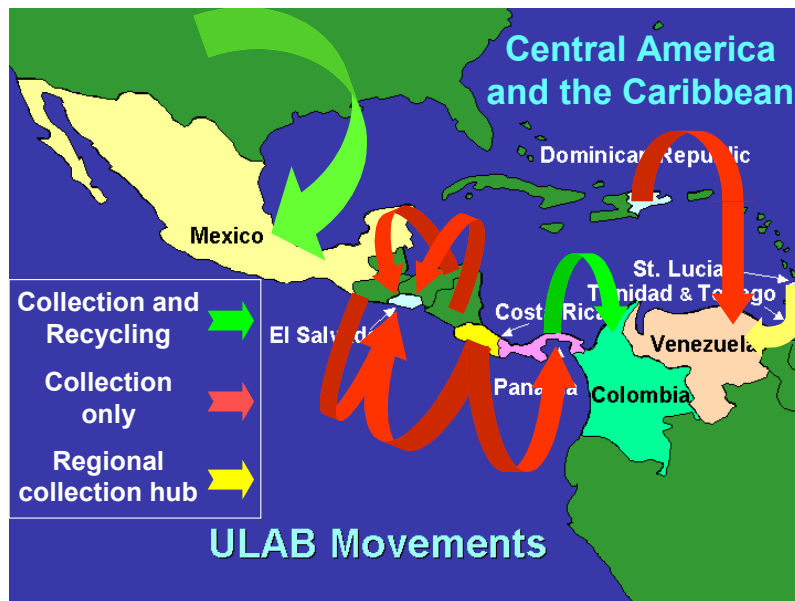 Central America
and the Caribbean
Dominican Republic
Mexico
St. Lucia
Trinidad & Tobago
Costa Rica
El Salvador
Venezuela
Panama
Colombia
Collection and
Recycling
Collection
only
Regional
collection hub
ULAB Movements